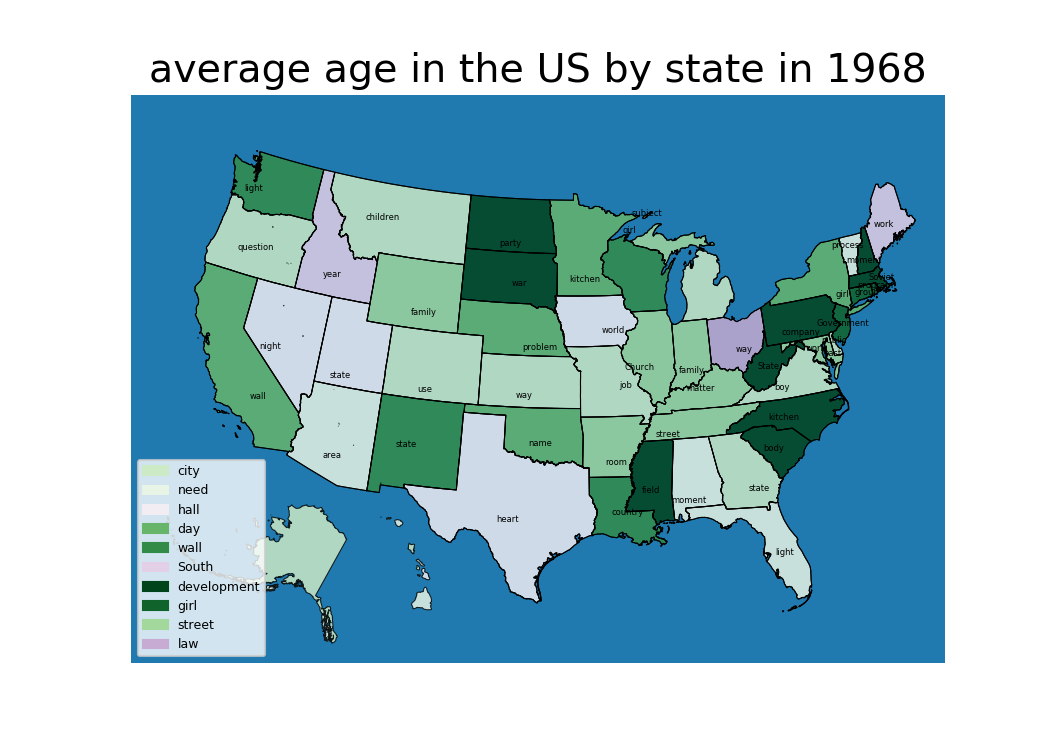 average age in the US by state in 1968
light
children
work
subject
girl
question
party
process
moment
year
war
kitchen
Soviet
girl
group
family
world
Government
company
night
problem
State
state
Church
family
way
use
job
matter
boy
wall
way
kitchen
street
state
name
body
area
room
field
state
moment
heart
country
light
city
need
hall
day
wall
South
development
girl
street
law